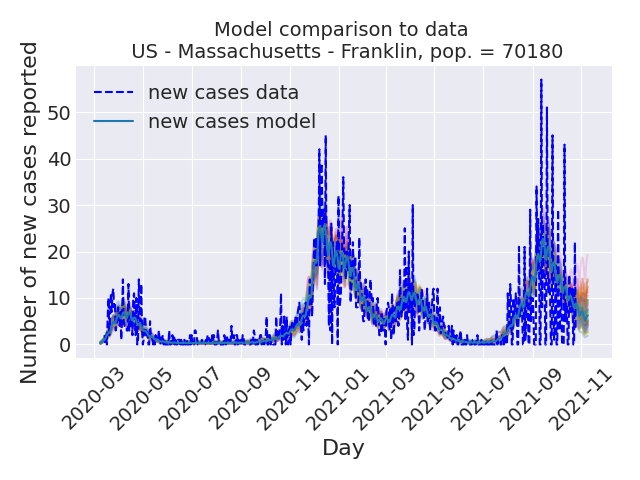 Model comparison to data
US - Massachusetts - Franklin, pop. = 70180
Number of new cases reported
new cases data
new cases model
50
40
30
20
10
0
2020-03
2020-05
2020-07
2020-09
2020-11
2021-01
2021-03
2021-05
2021-07
2021-09
2021-11
Day